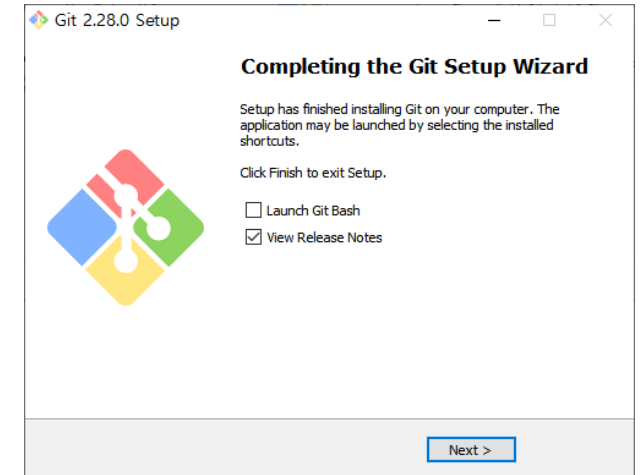 Git 2.28.0 Setup
Completing the Git Setup Wizard
Setup has finished installing Git on your computer. The
application may be launched by selecting the installed
shortcuts.
Click Finish to exit Setup.
Launch Git Bash
View Release Notes
Next >